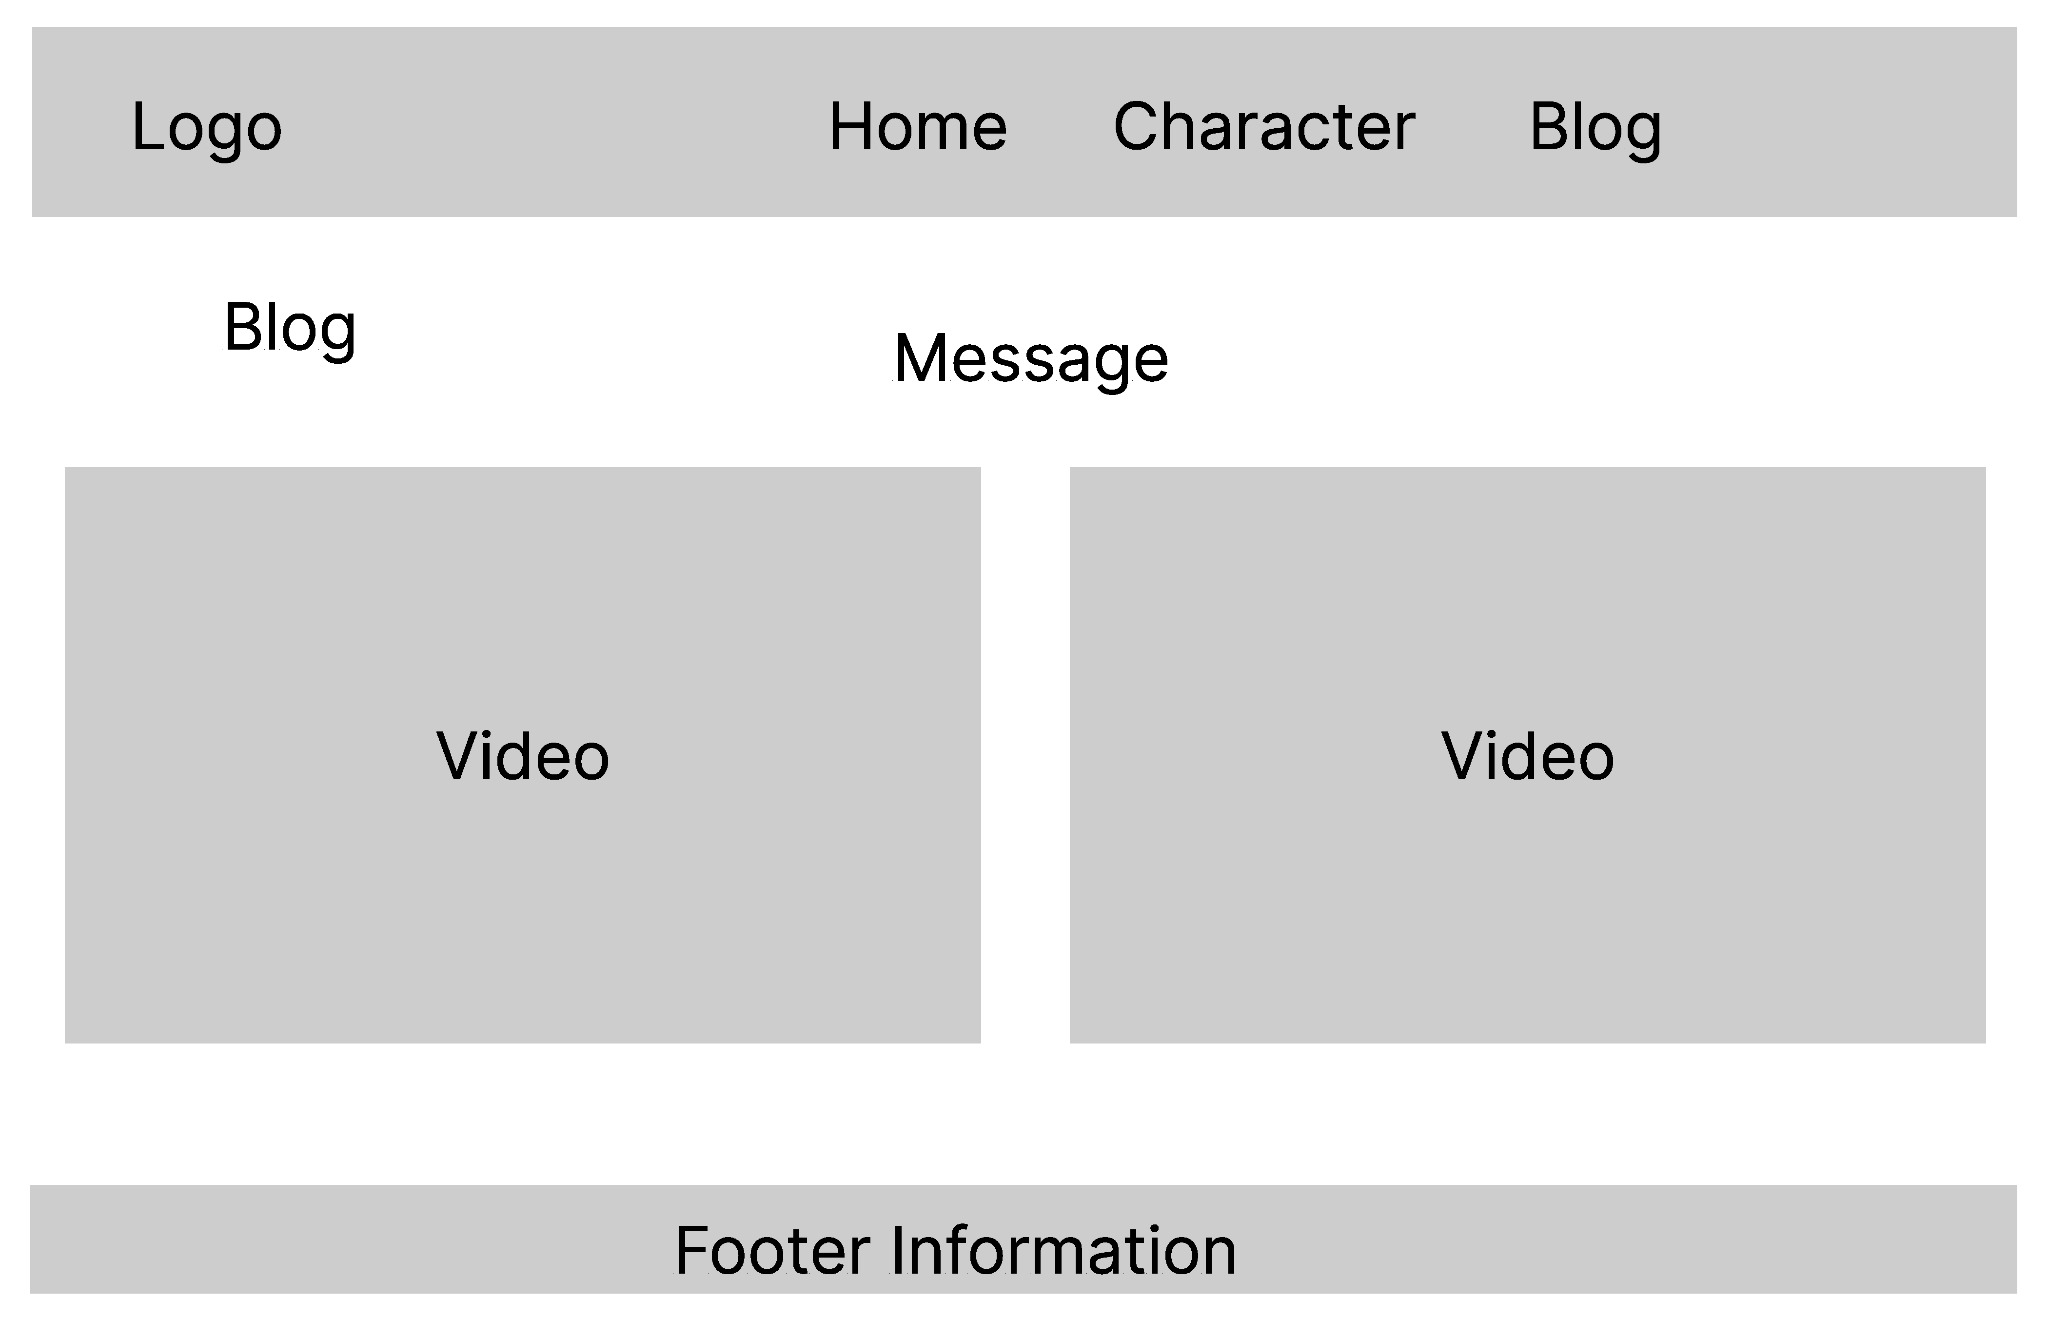 Logo Home Character Blog
Blog
Message
Video Video
Footer Information